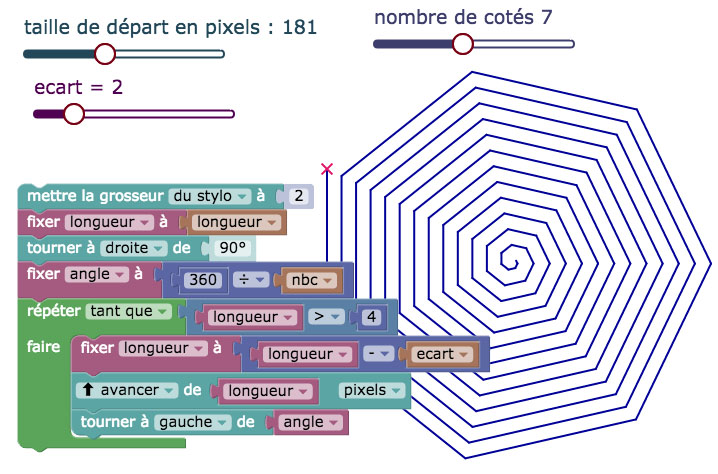 taille de départ en pixels : 181
nombre de cotés 7
ecart = 2
mettre la grosseur du stylo à 2
fixer longueur à longueur
tourner à droite de 90°
fixer angle à 360 ÷ nbc
répéter tant que longueur > 4
faire fixer longueur à longueur - ecart
avancer de longueur pixels
tourner à gauche de angle